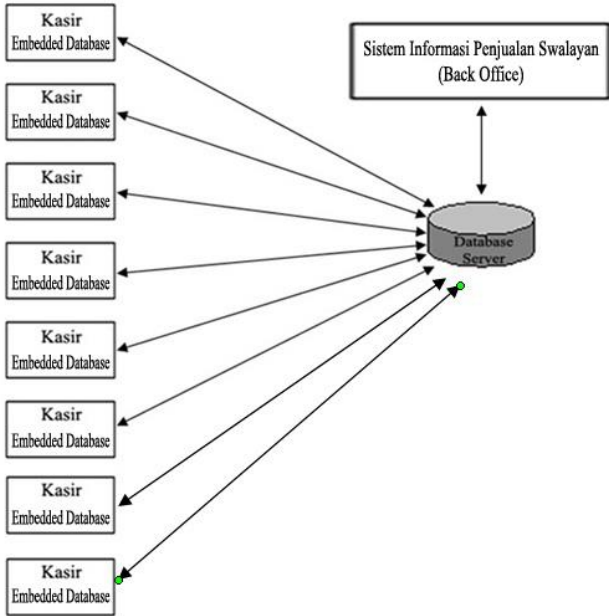 Kasir
Embedded Database
Sistem Informasi Penjualan Swalayan
(Back Office)
Kasir
Embedded Database
Kasir
Embedded Database
Database
Server
Kasir
Embedded Database
Kasir
Embedded Database
Kasir
Embedded Database
Kasir
Embedded Database
Kasir
Embedded Database